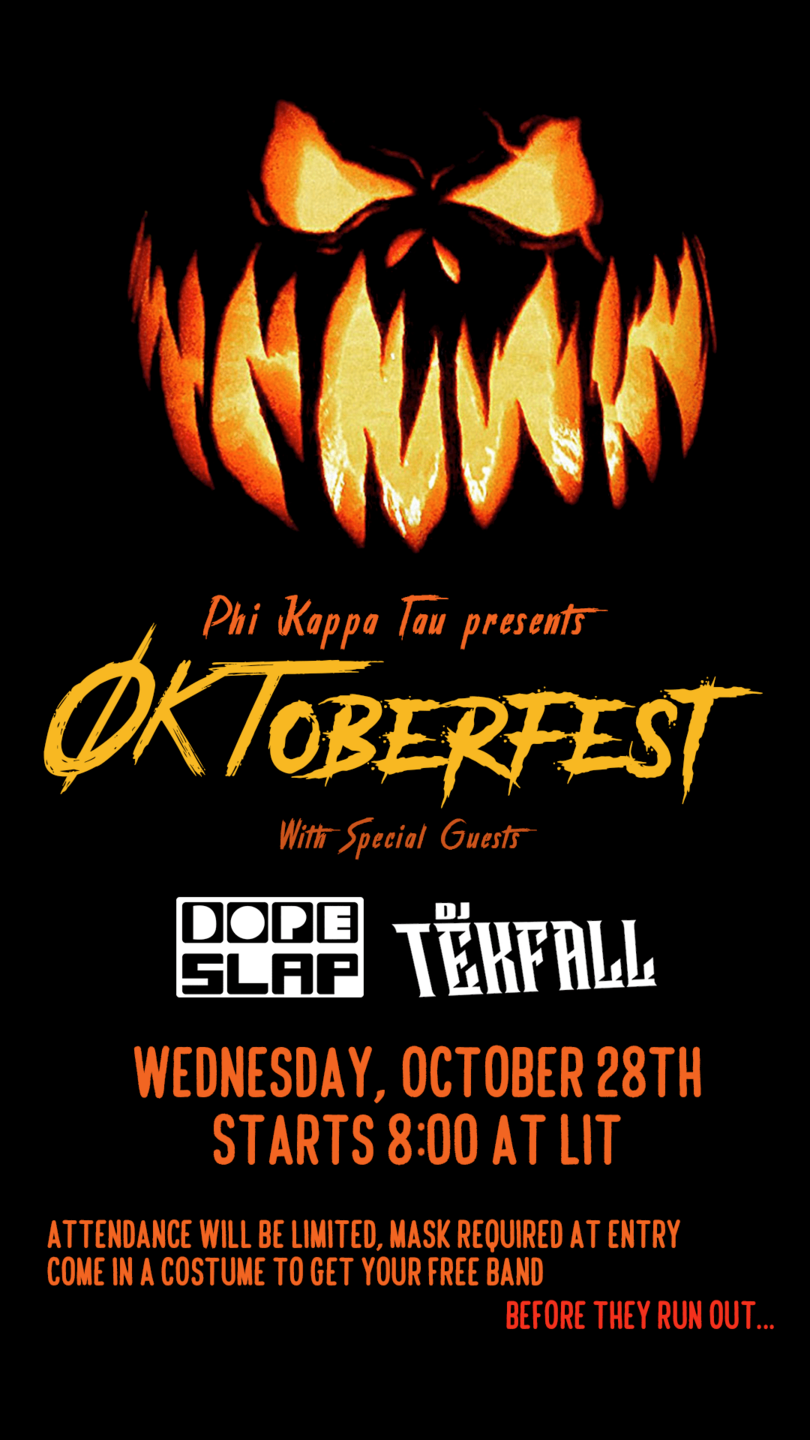 Phi Kappa Tau presents
ØKTOBERFEST
With Special Guests
DOPE
SLAP
DJ
TËKFALL
WEDNESDAY, OCTOBER 28TH
STARTS 8:00 AT LIT
ATTENDANCE WILL BE LIMITED, MASK REQUIRED AT ENTRY
COME IN A COSTUME TO GET YOUR FREE BAND
BEFORE THEY RUN OUT...